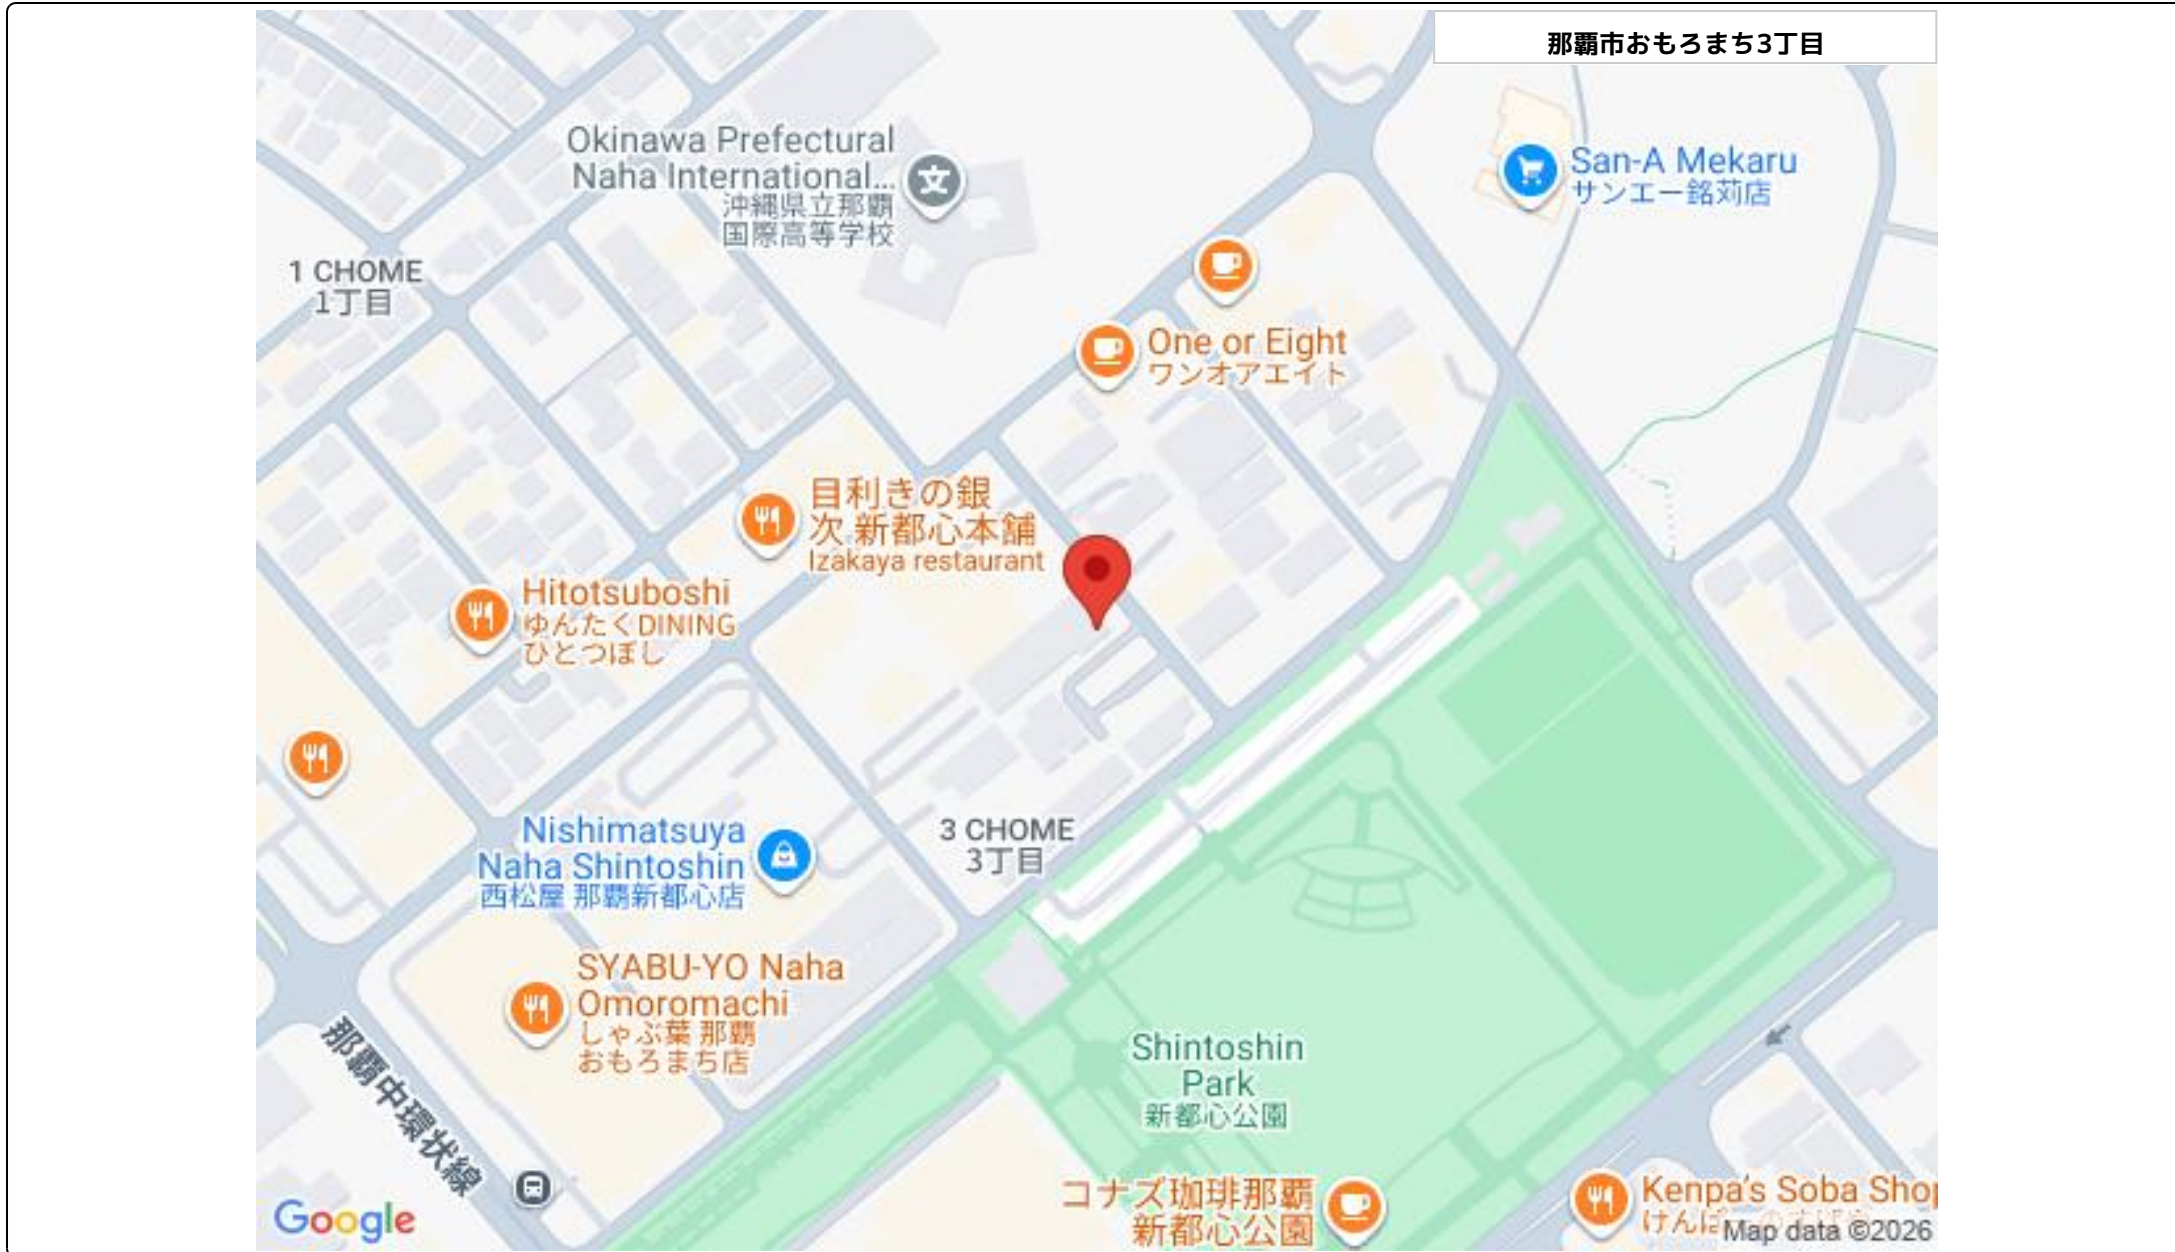 那覇市おもろまち3丁目
Okinawa Prefectural
Naha International...
沖縄県立那覇
国際高等学校
San-A Mekaru
サンエー銘苅店
1 CHOME
1丁目
One or Eight
ワンオアエイト
目利きの銀
次 新都心本舗
Izakaya restaurant
Hitotsuboshi
ゆんたくDINING
ひとつぼし
Nishimatsuya
Naha Shintoshin
西松屋 那覇新都心店
3 CHOME
3丁目
SYABU-YO Naha
Omoromachi
しゃぶ葉 那覇
おもろまち店
那覇中環状線
Shintoshin
Park
新都心公園
コナズ珈琲那覇
新都心公園
Kenpa's Soba Shop
けんぱ
Google
Map data ©2026